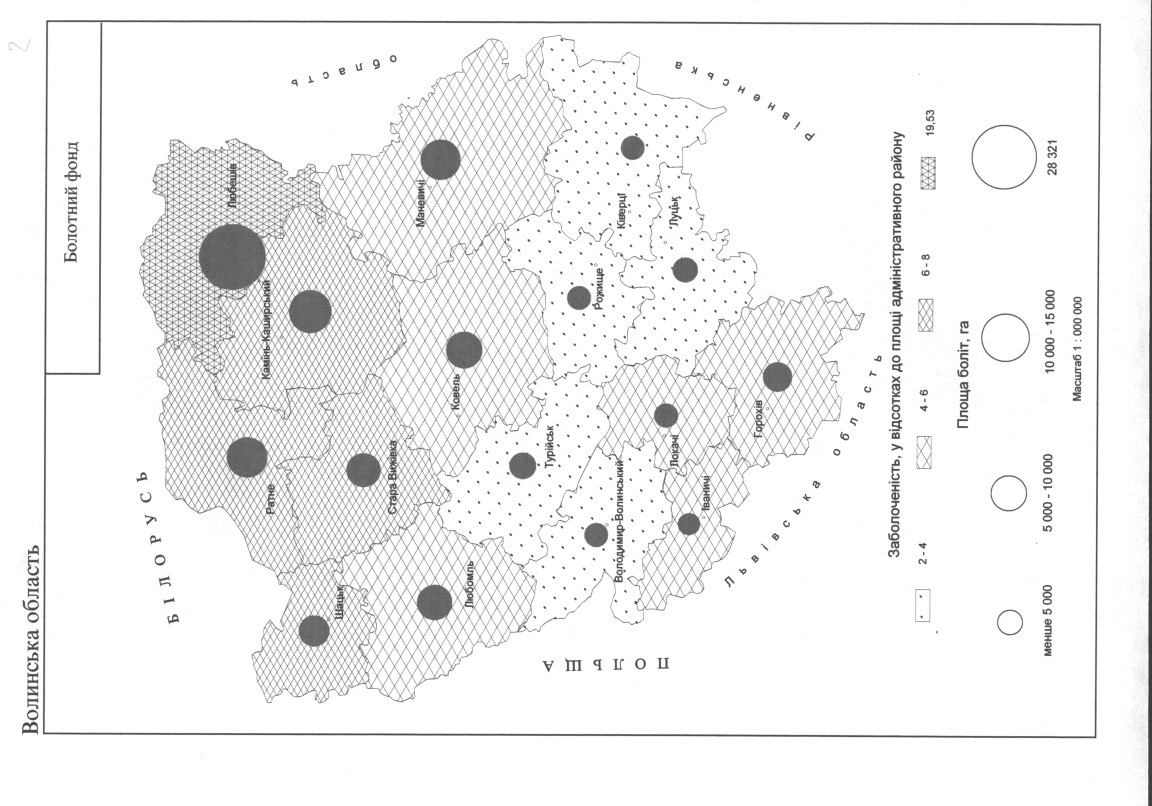 Волинська область
Болотний фонд
БІЛОРУСЬ
ПОЛЬЩА
Рівненська
область
Львівська область
Шацьк
Ратне
Любешів
Камінь-Каширський
Любомль
Стара Вижівка
Ковель
Маневичі
Турійськ
Володимир-Волинський
Рожище
Ківерці
Луцьк
Локачі
Іваничі
Горохів
Заболоченість, у відсотках до площі адміністративного району
2 - 4
4 - 6
6 - 8
19,53
Площа боліт, га
менше 5 000
5 000 - 10 000
10 000 - 15 000
28 321
Масштаб 1 : 000 000
2